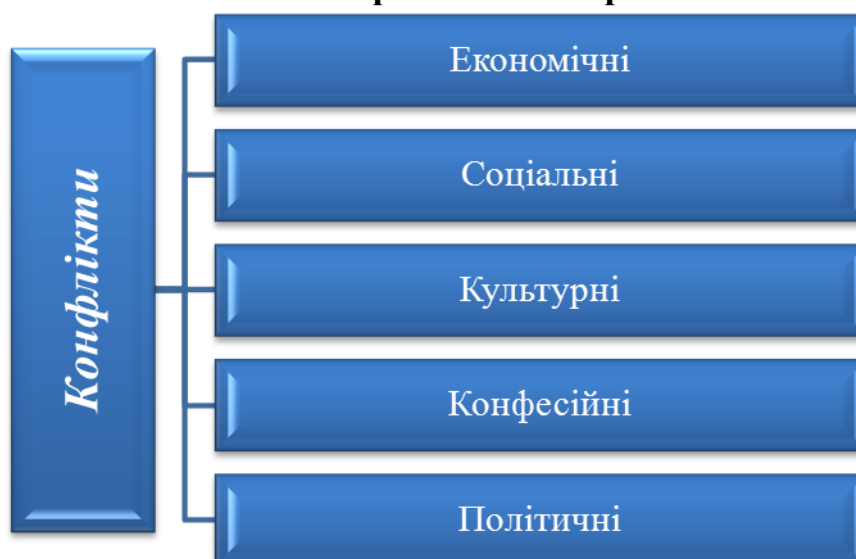 Конфлікти
Економічні
Соціальні
Культурні
Конфесійні
Політичні